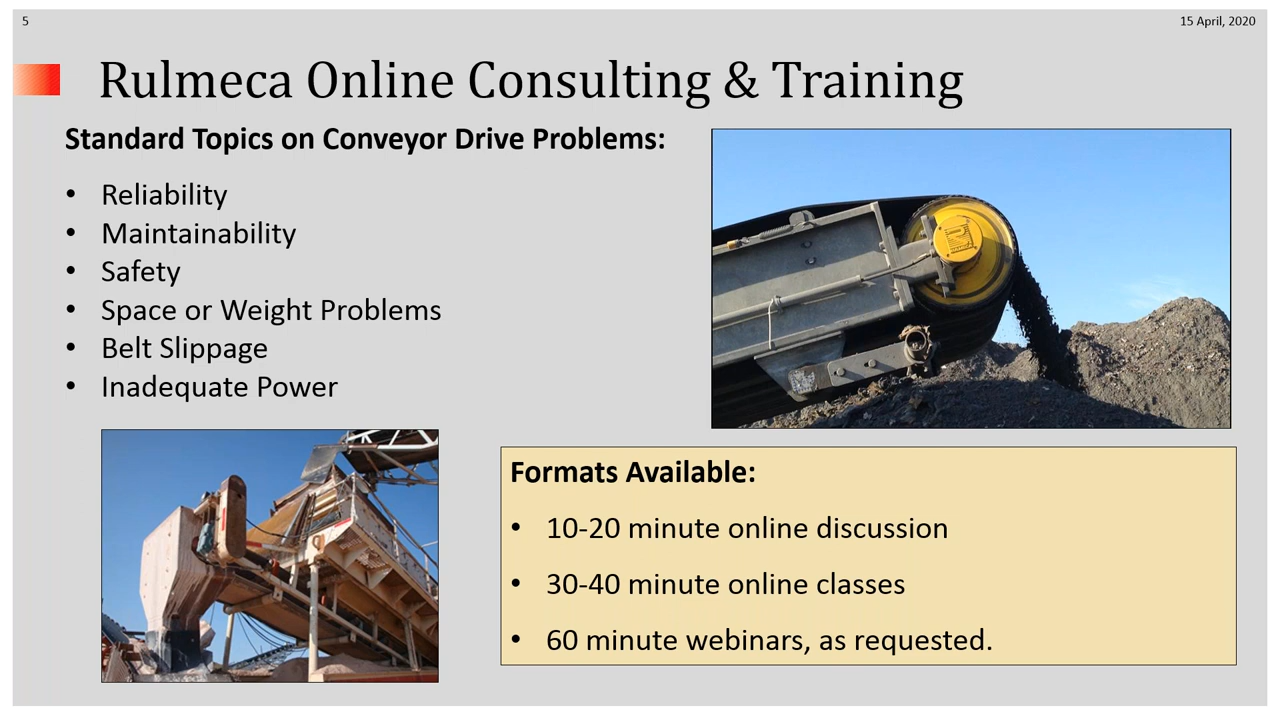 5
15 April, 2020
Rulmeca Online Consulting & Training
Standard Topics on Conveyor Drive Problems:
• Reliability
• Maintainability
• Safety
• Space or Weight Problems
• Belt Slippage
• Inadequate Power
Formats Available:
• 10-20 minute online discussion
• 30-40 minute online classes
• 60 minute webinars, as requested.